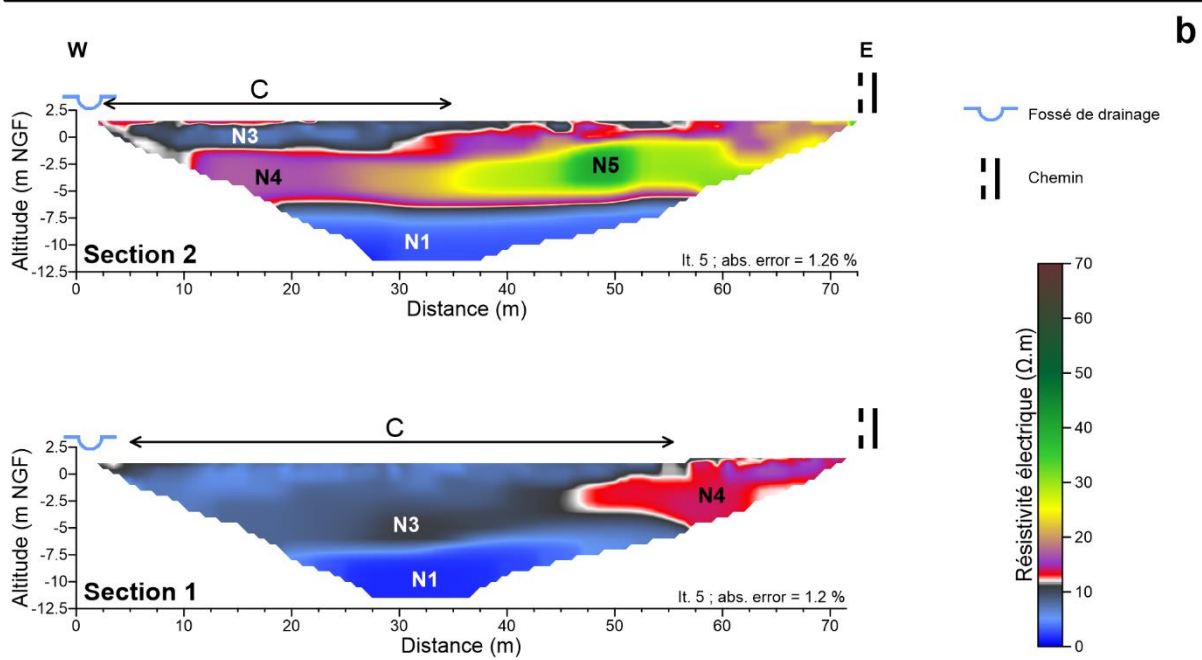 b
W
E
C
2.5
0
-2.5
-5
-7.5
-10
-12.5
Altitude (m NGF)
N3
N4
N5
N1
Section 2
It. 5 ; abs. error = 1.26 %
0 10 20 30 40 50 60 70
Distance (m)
C
2.5
0
-2.5
-5
-7.5
-10
-12.5
Altitude (m NGF)
N4
N3
N1
Section 1
It. 5 ; abs. error = 1.2 %
0 10 20 30 40 50 60 70
Distance (m)
Fossé de drainage
Chemin
Résistivité électrique (Ω.m)
70
60
50
40
30
20
10
0